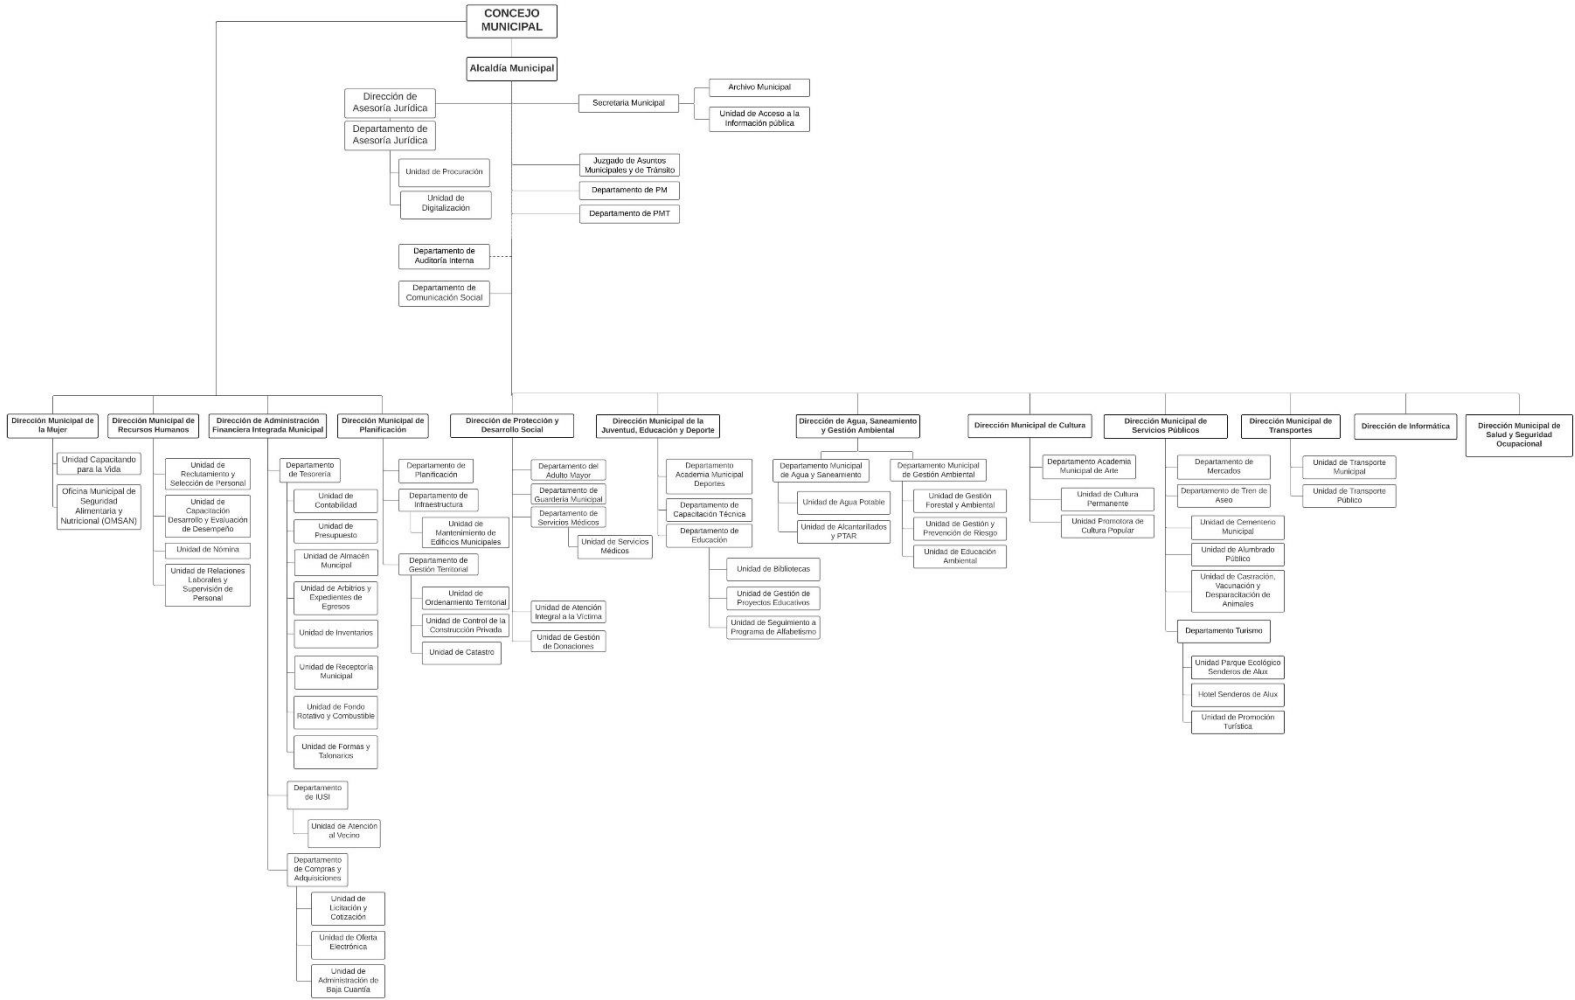 CONCEJO
MUNICIPAL
Alcaldía Municipal
Dirección de
Asesoría Jurídica
Departamento de
Asesoría Jurídica
Unidad de Procuración
Unidad de
Digitalización
Secretaria Municipal
Archivo Municipal
Unidad de Acceso a la
Información pública
Juzgado de Asuntos
Municipales y de Tránsito
Departamento de PM
Departamento de PMT
Departamento de
Auditoría Interna
Departamento de
Comunicación Social
Dirección Municipal de
la Mujer
Unidad Capacitando
para la Vida
Oficina Municipal de
Seguridad
Alimentaria y
Nutricional (OMSAN)
Dirección Municipal de
Recursos Humanos
Unidad de
Reclutamiento y
Selección de Personal
Unidad de
Capacitación
Desarrollo y Evaluación
de Desempeño
Unidad de Nómina
Unidad de Relaciones
Laborales y
Supervisión de
Personal
Dirección de Administración
Financiera Integrada Municipal
Departamento
de Tesorería
Unidad de
Contabilidad
Unidad de
Presupuesto
Unidad de Almacén
Muncipal
Unidad de Arbitrios y
Expedientes de
Egresos
Unidad de Inventarios
Unidad de Receptoría
Municipal
Unidad de Fondo
Rotativo y Combustible
Unidad de Formas y
Talonarios
Departamento
de IUSI
Unidad de Atención
al Vecino
Departamento
de Compras y
Adquisiciones
Unidad de
Licitación y
Cotización
Unidad de Oferta
Electrónica
Unidad de
Administración de
Baja Cuantía
Dirección Municipal de
Planificación
Departamento de
Planificación
Departamento de
Infraestructura
Unidad de
Mantenimiento de
Edificios Municipales
Departamento de
Gestión Territorial
Unidad de
Ordenamiento Territorial
Unidad de Control de la
Construcción Privada
Unidad de Catastro
Dirección de Protección y
Desarrollo Social
Departamento del
Adulto Mayor
Departamento de
Guardería Municipal
Departamento de
Servicios Médicos
Unidad de Servicios
Médicos
Unidad de Atención
Integral a la Víctima
Unidad de Gestión
de Donaciones
Dirección Municipal de la
Juventud, Educación y Deporte
Departamento
Academia Municipal
Deportes
Departamento de
Capacitación Técnica
Departamento de
Educación
Unidad de Bibliotecas
Unidad de Gestión de
Proyectos Educativos
Unidad de Seguimiento a
Programa de Alfabetismo
Dirección de Agua, Saneamiento
y Gestión Ambiental
Departamento Municipal
de Agua y Saneamiento
Unidad de Agua Potable
Unidad de Alcantarillados
y PTAR
Departamento Municipal
de Gestión Ambiental
Unidad de Gestión
Forestal y Ambiental
Unidad de Gestión y
Prevención de Riesgo
Unidad de Educación
Ambiental
Dirección Municipal de Cultura
Departamento Academia
Municipal de Arte
Unidad de Cultura
Permanente
Unidad Promotora de
Cultura Popular
Dirección Municipal de
Servicios Públicos
Departamento de
Mercados
Departamento de Tren de
Aseo
Unidad de Cementerio
Municipal
Unidad de Alumbrado
Público
Unidad de Castración,
Vacunación y
Desparacitación de
Animales
Departamento Turismo
Unidad Parque Ecológico
Senderos de Alux
Hotel Senderos de Alux
Unidad de Promoción
Turística
Dirección Municipal de
Transportes
Unidad de Transporte
Municipal
Unidad de Transporte
Público
Dirección de Informática
Dirección Municipal de
Salud y Seguridad
Ocupacional